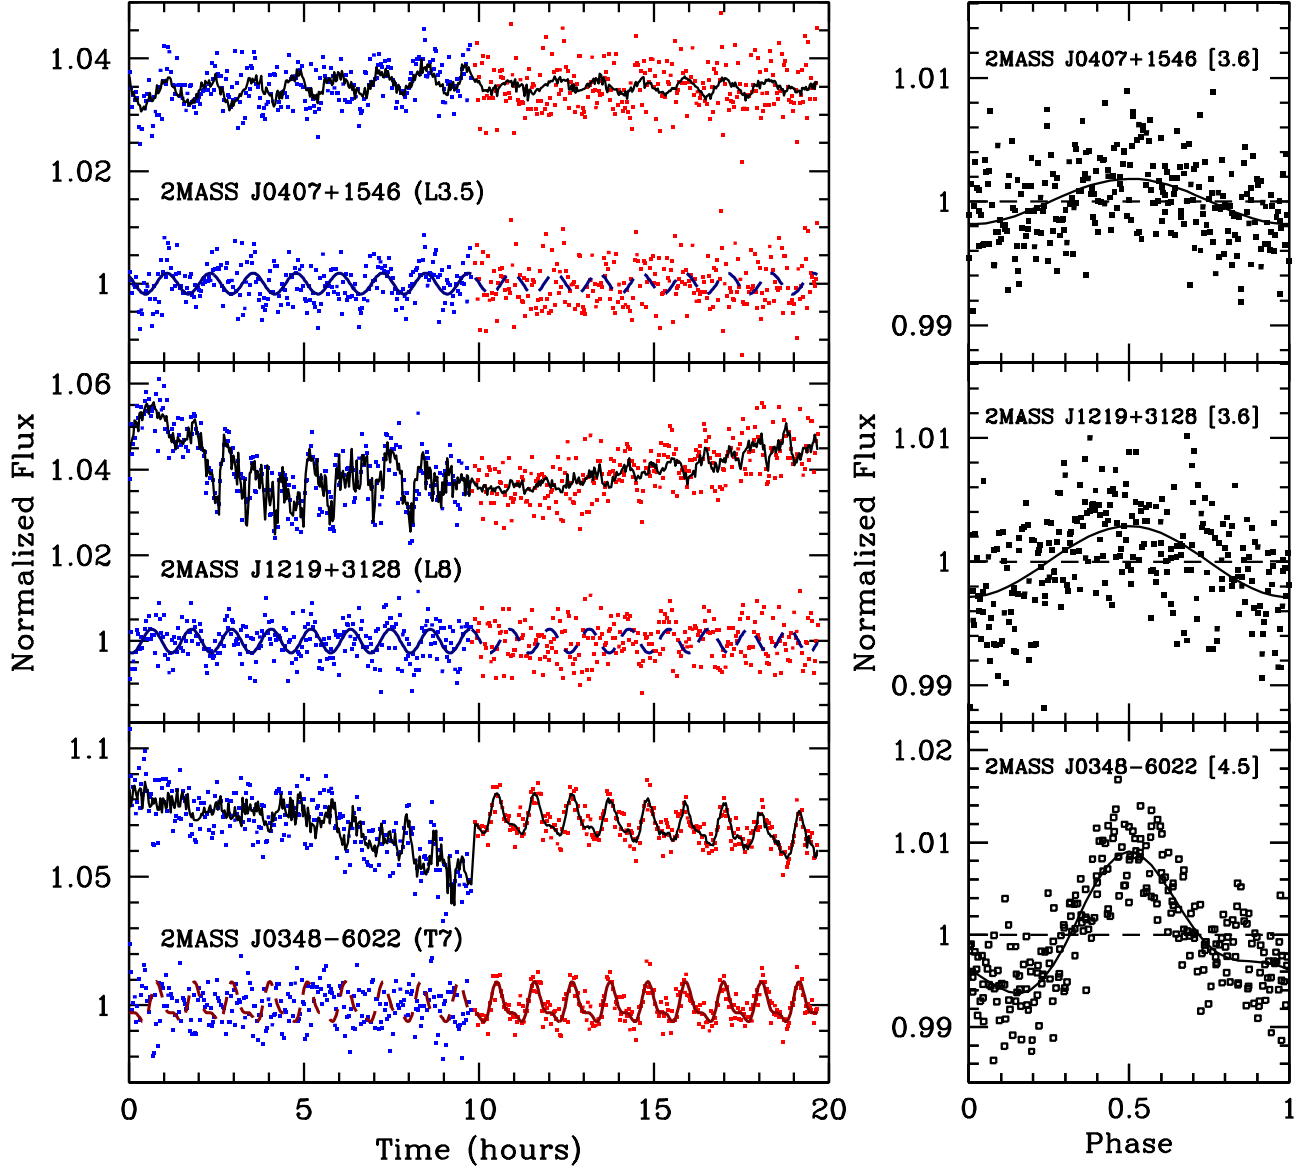 Normalized Flux
1.04
1.02
1
2MASS J0407+1546 (L3.5)
1.06
1.04
1.02
1
2MASS J1219+3128 (L8)
1.1
1.05
1
2MASS J0348-6022 (T7)
0
5
10
15
20
Time (hours)
Normalized Flux
1.01
1
0.99
2MASS J0407+1546 [3.6]
1.01
1
0.99
2MASS J1219+3128 [3.6]
1.02
1.01
1
0.99
2MASS J0348-6022 [4.5]
0
0.5
1
Phase
Normalized Flux
Normalized Flux